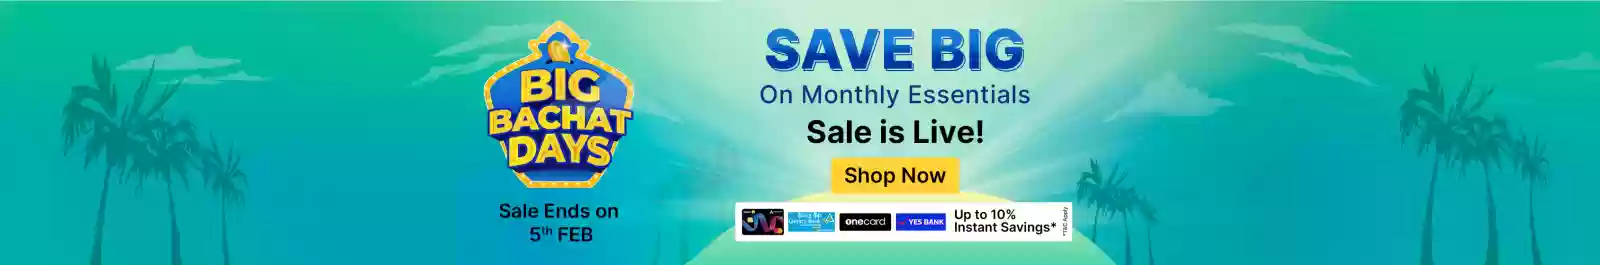 BIG
BACHAT
DAYS
Sale Ends on
5th FEB
SAVE BIG
On Monthly Essentials
Sale is Live!
Shop Now
onecard
YES BANK
Up to 10%
Instant Savings*
*T&C Apply